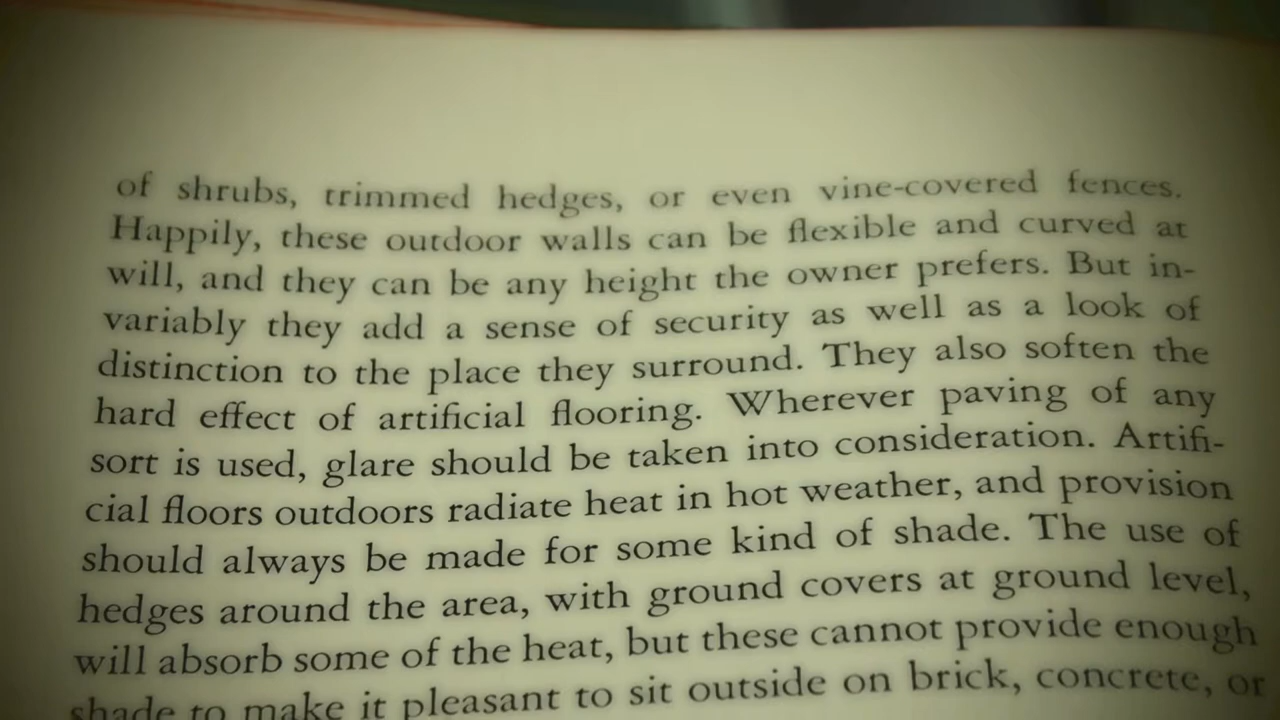 of shrubs, trimmed hedges, or even vine-covered fences.
Happily, these outdoor walls can be flexible and curved at
will, and they can be any height the owner prefers. But in-
variably they add a sense of security as well as a look of
distinction to the place they surround. They also soften the
hard effect of artificial flooring. Wherever paving of any
sort is used, glare should be taken into consideration. Artifi-
cial floors outdoors radiate heat in hot weather, and provision
should always be made for some kind of shade. The use of
hedges around the area, with ground covers at ground level,
will absorb some of the heat, but these cannot provide enough
shade to make it pleasant to sit outside on brick, concrete, or